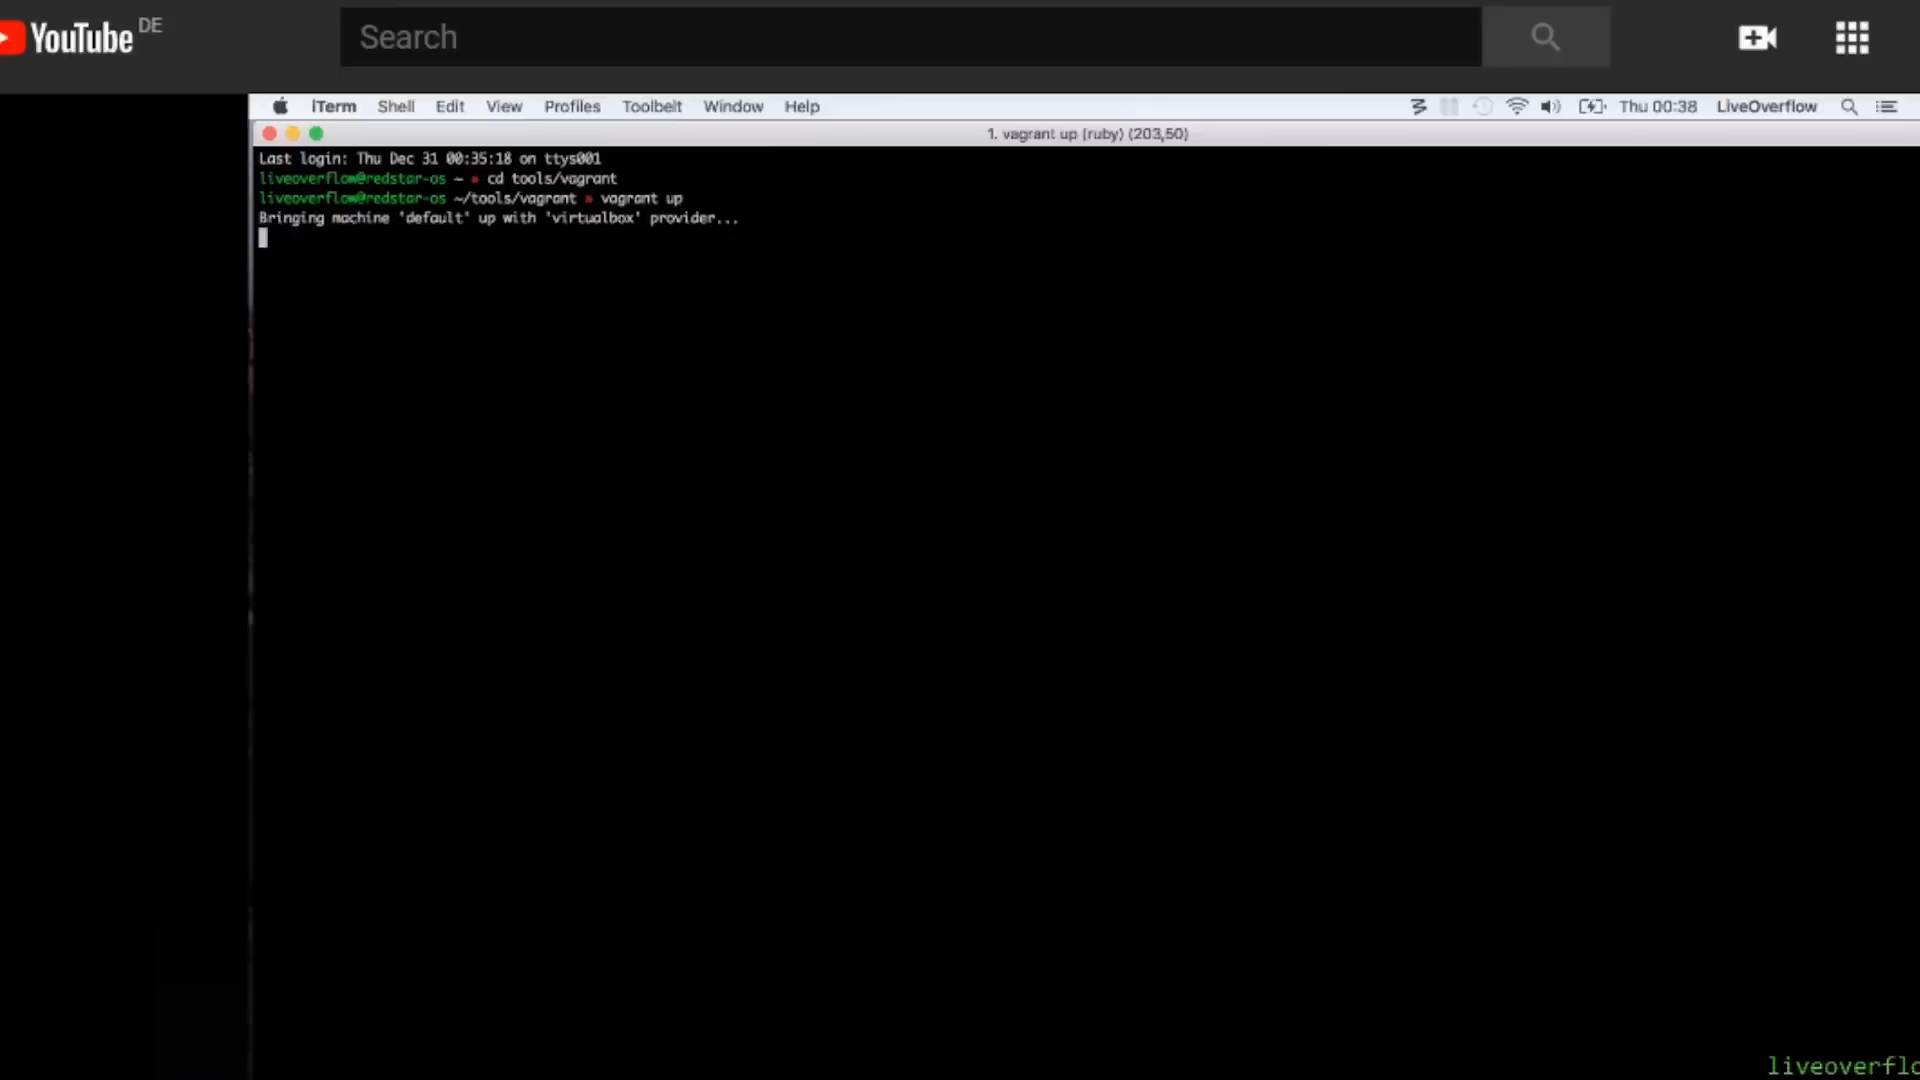 YouTube DE
Search
iTerm Shell Edit View Profiles Toolbelt Window Help Thu 00:38 LiveOverflow
1. vagrant up (ruby) (203,50)
Last login: Thu Dec 31 00:35:18 on ttys001
liveoverflow@redstar-os ~ » cd tools/vagrant
liveoverflow@redstar-os ~/tools/vagrant » vagrant up
Bringing machine 'default' up with 'virtualbox' provider...
liveoverflo